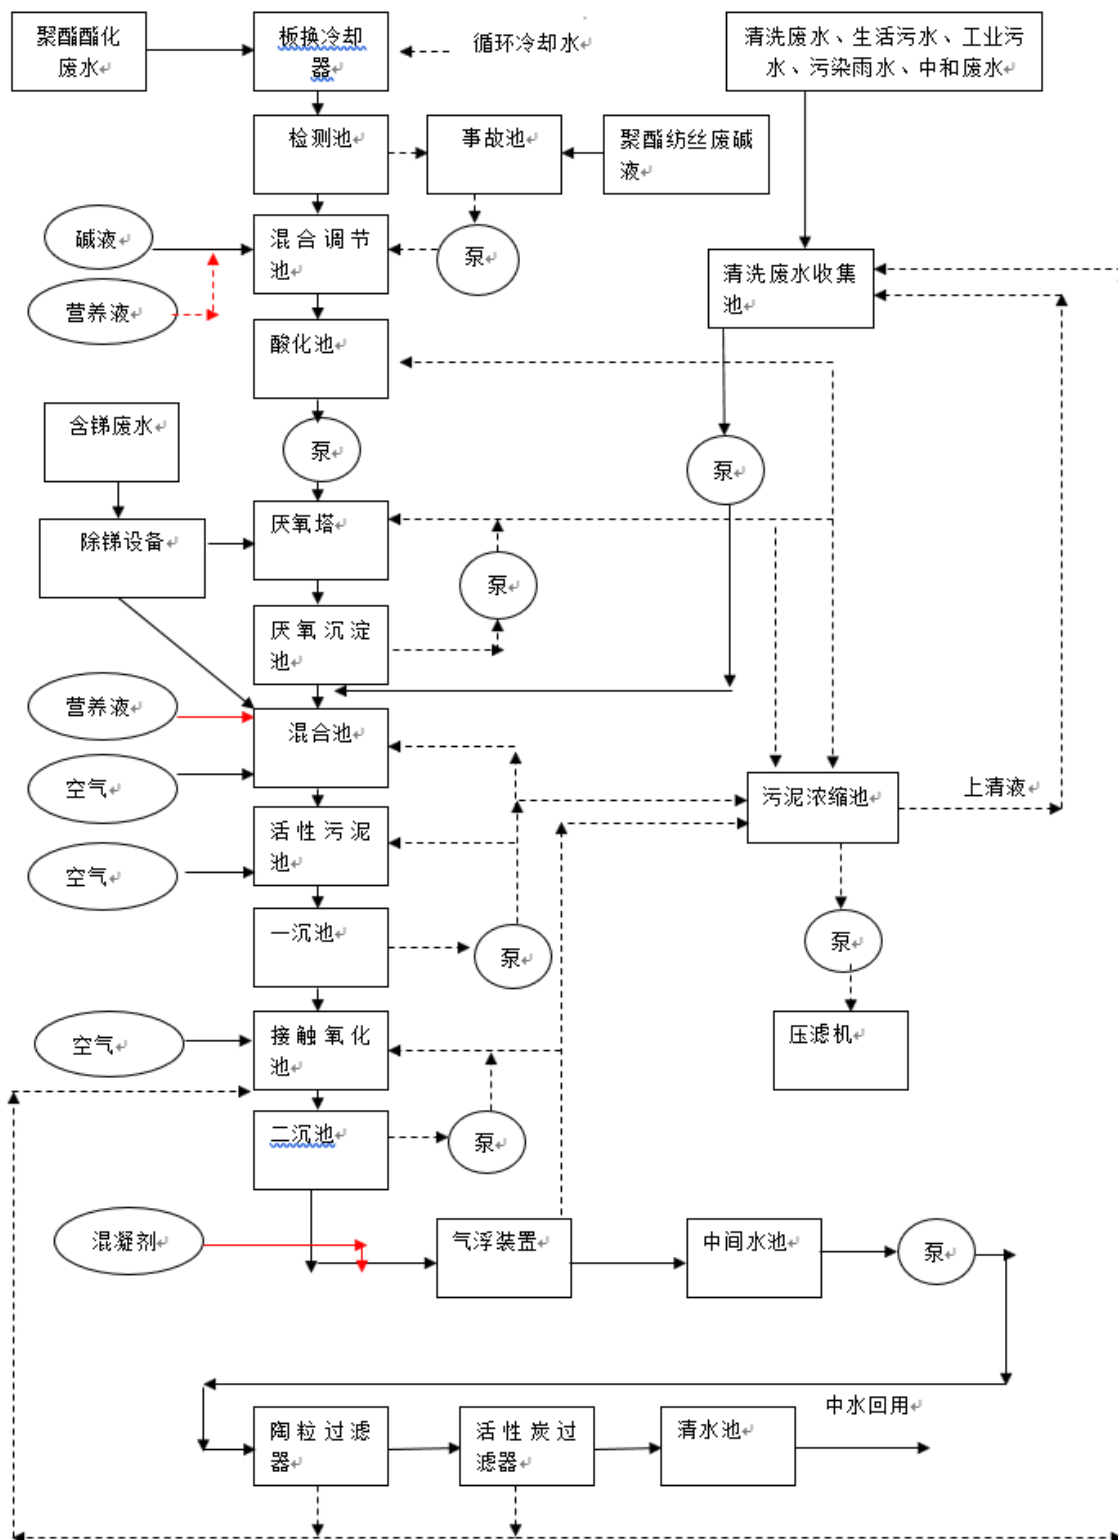 聚酯酯化
废水
板换冷却
器
循环冷却水
清洗废水、生活污水、工业污
水、污染雨水、中和废水
检测池
事故池
聚酯纺丝废碱
液
碱液
混合调节
池
泵
清洗废水收集
池
营养液
酸化池
含锑废水
泵
泵
厌氧塔
除锑设备
泵
厌氧沉淀
池
营养液
混合池
空气
污泥浓缩池
上清液
活性污泥
池
空气
一沉池
泵
泵
接触氧化
池
空气
压滤机
二沉池
泵
混凝剂
气浮装置
中间水池
泵
中水回用
陶粒过滤
器
活性炭过
滤器
清水池